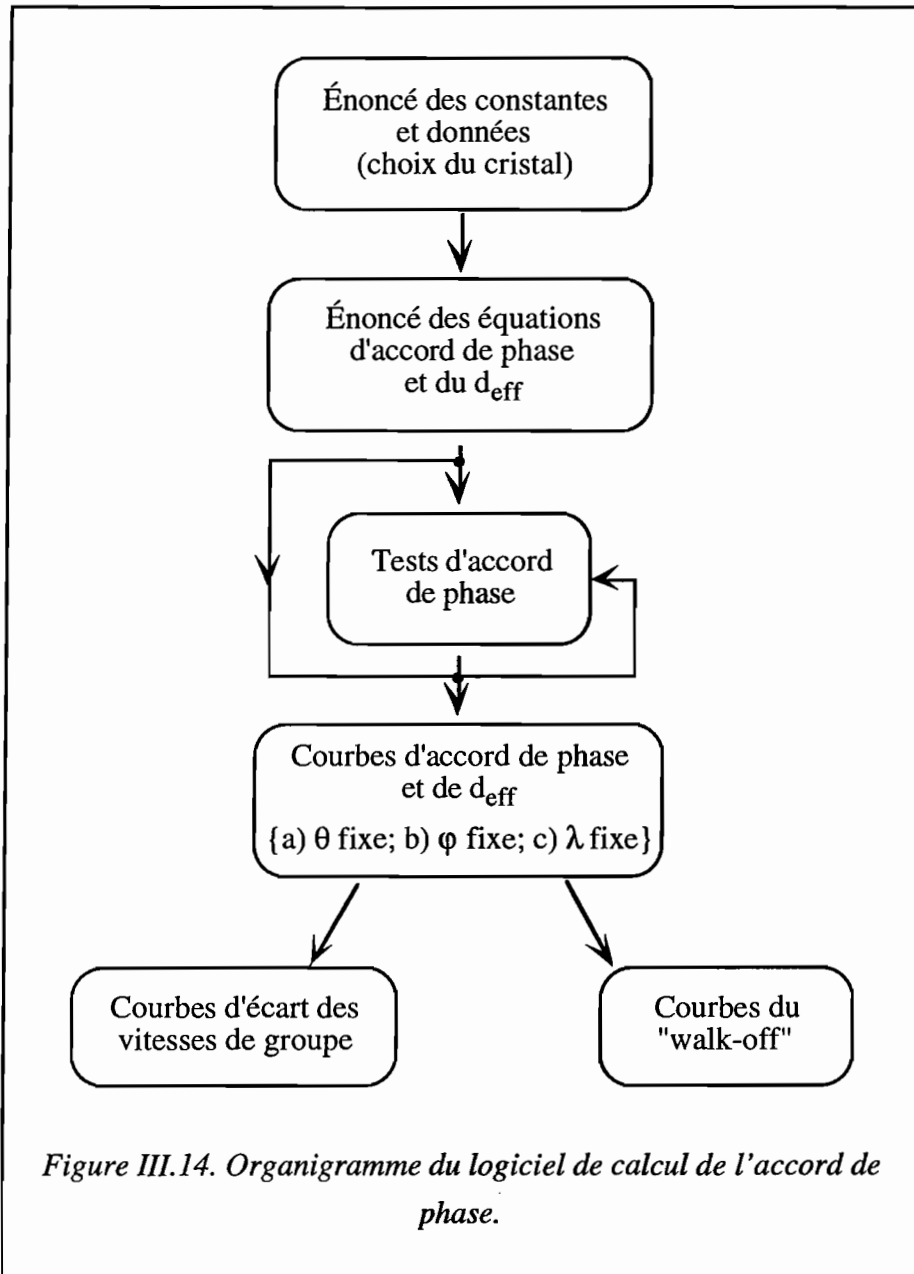 Énoncé des constantes
et données
(choix du cristal)
Énoncé des équations
d'accord de phase
et du d_eff
Tests d'accord
de phase
Courbes d'accord de phase
et de d_eff
{a) θ fixe; b) φ fixe; c) λ fixe}
Courbes d'écart des
vitesses de groupe
Courbes du
"walk-off"
Figure III.14. Organigramme du logiciel de calcul de l'accord de
phase.